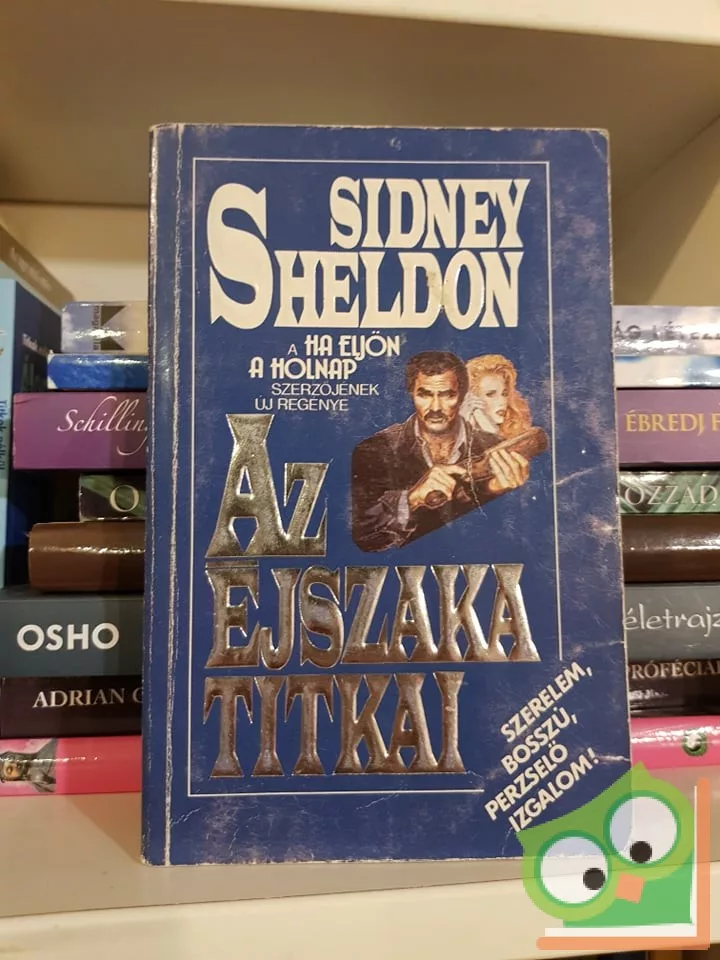 SIDNEY
SHELDON
A HA ELJÖN
A HOLNAP
SZERZŐJÉNEK
ÚJ REGÉNYE
AZ
ÉJSZAKA
TITKAI
SZERELEM,
BOSSZÚ,
PERZSELŐ
IZGALOM!
OSHO
ADRIAN
ÉBREDJ
életrajz